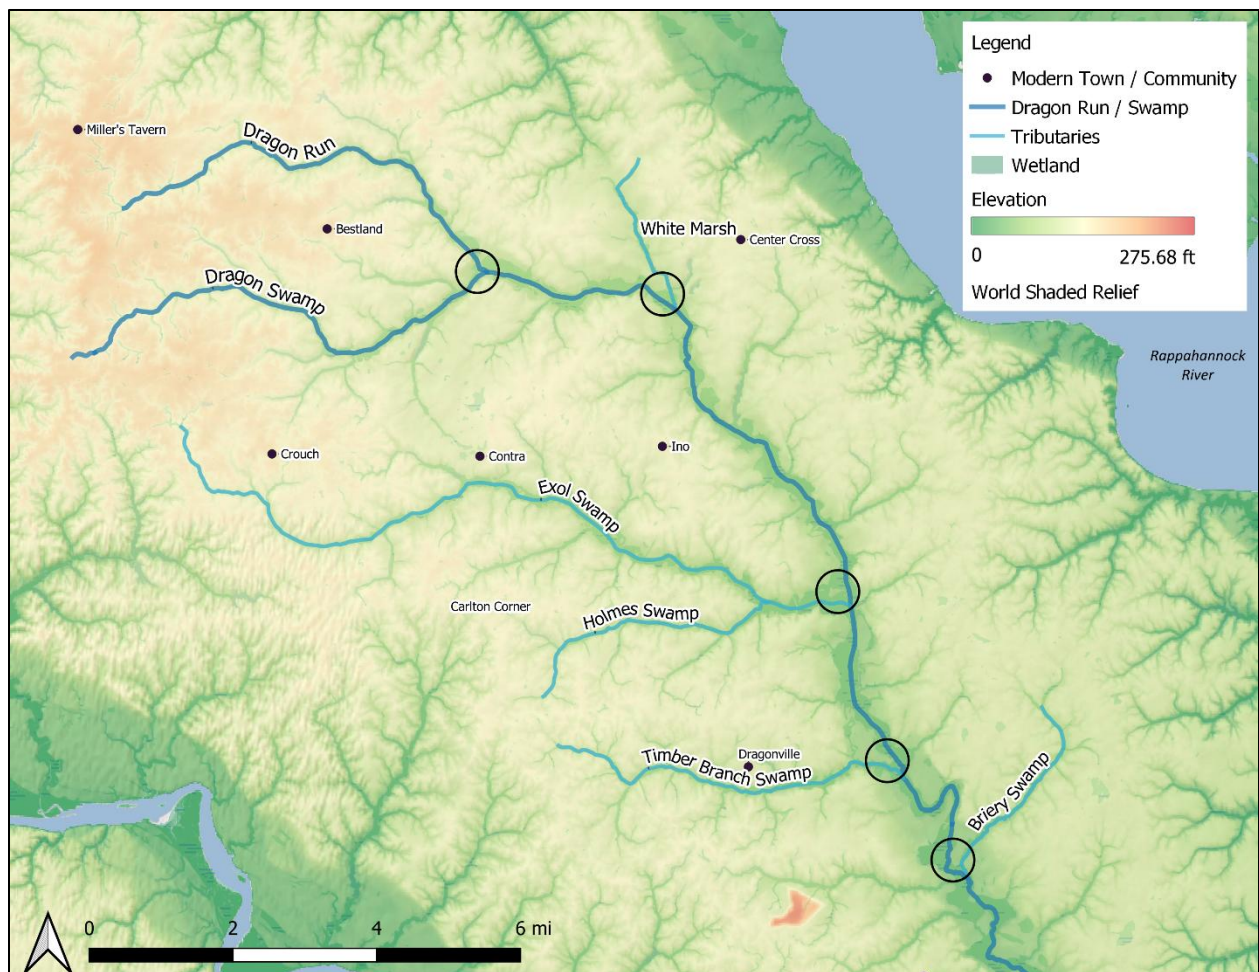 Legend
Modern Town / Community
Dragon Run / Swamp
Tributaries
Wetland
Elevation
0
275.68 ft
World Shaded Relief
Miller's Tavern
Dragon Run
Bestland
White Marsh
Center Cross
Dragon Swamp
Rappahannock
River
Crouch
Contra
Ino
Exol Swamp
Carlton Corner
Holmes Swamp
Timber Branch Swamp
Dragonville
Briery Swamp
0
2
4
6 mi